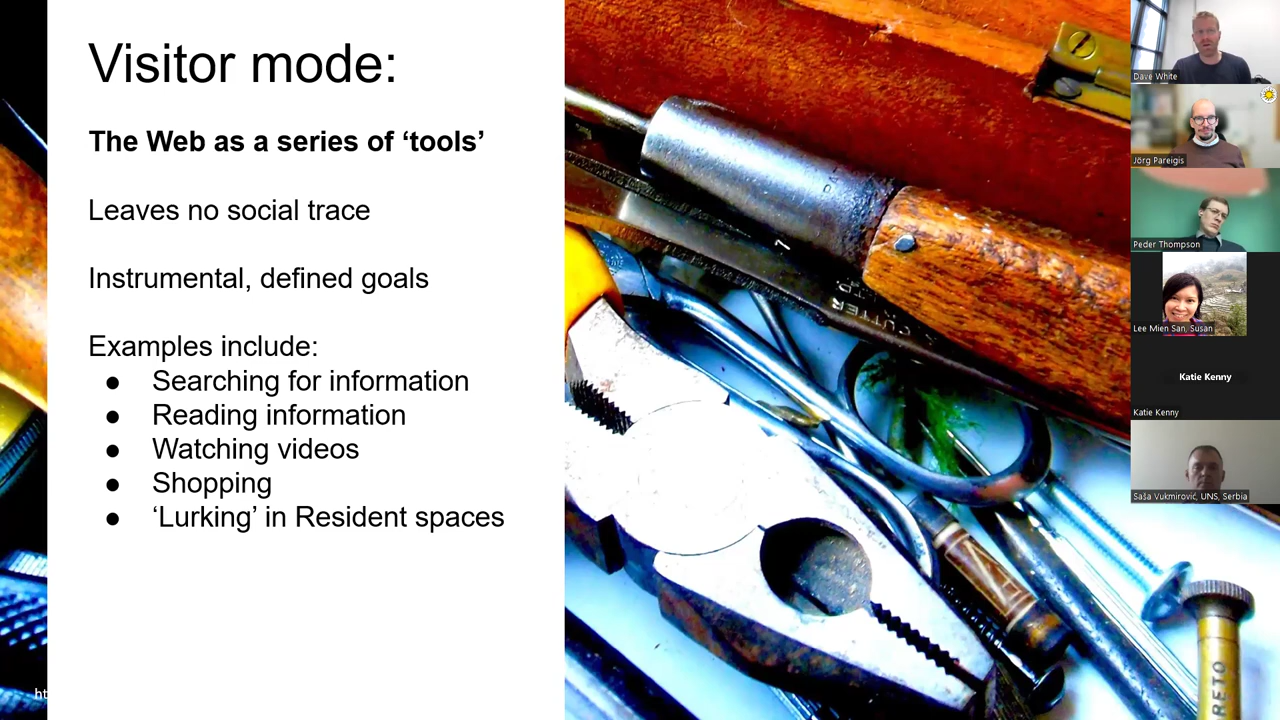 Visitor mode:
The Web as a series of ‘tools’
Leaves no social trace
Instrumental, defined goals
Examples include:
● Searching for information
● Reading information
● Watching videos
● Shopping
● ‘Lurking’ in Resident spaces
ht
7
CUTTER
RETO
Dave White
Jörg Pareigis
Peder Thompson
Lee Mien San, Susan
Katie Kenny
Katie Kenny
Saša Vukmirović, UNS, Serbia